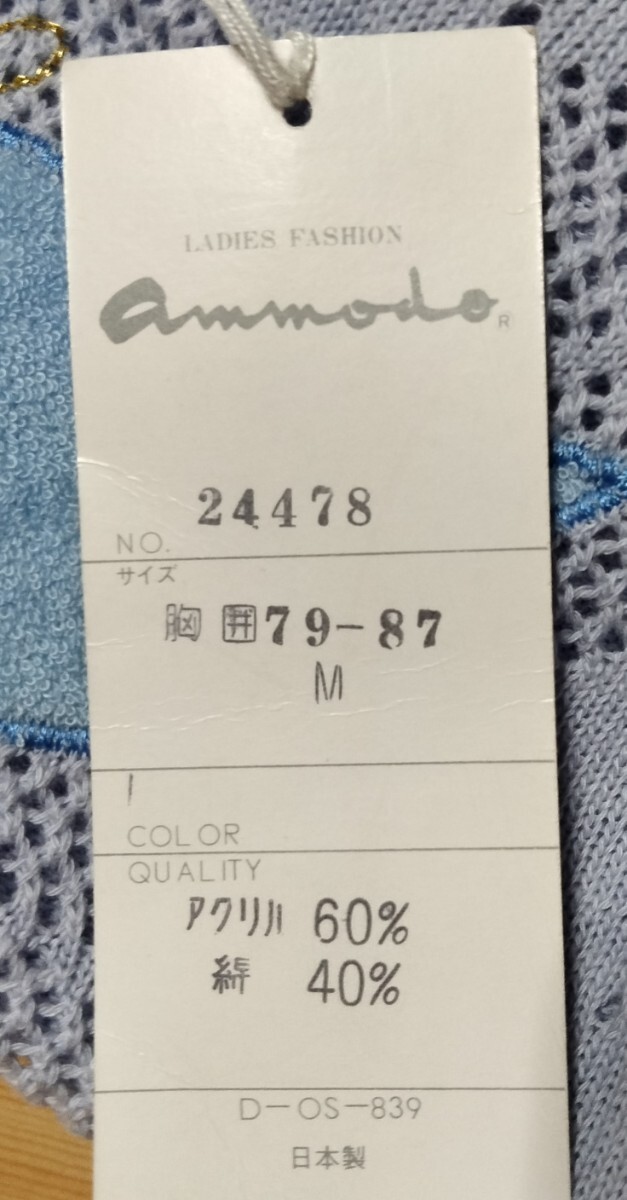 LADIES FASHION
ammodo®
24478
NO.
サイズ
胸囲79-87
M
1
COLOR
QUALITY
アクリル 60%
綿 40%
D-OS-839
日本製